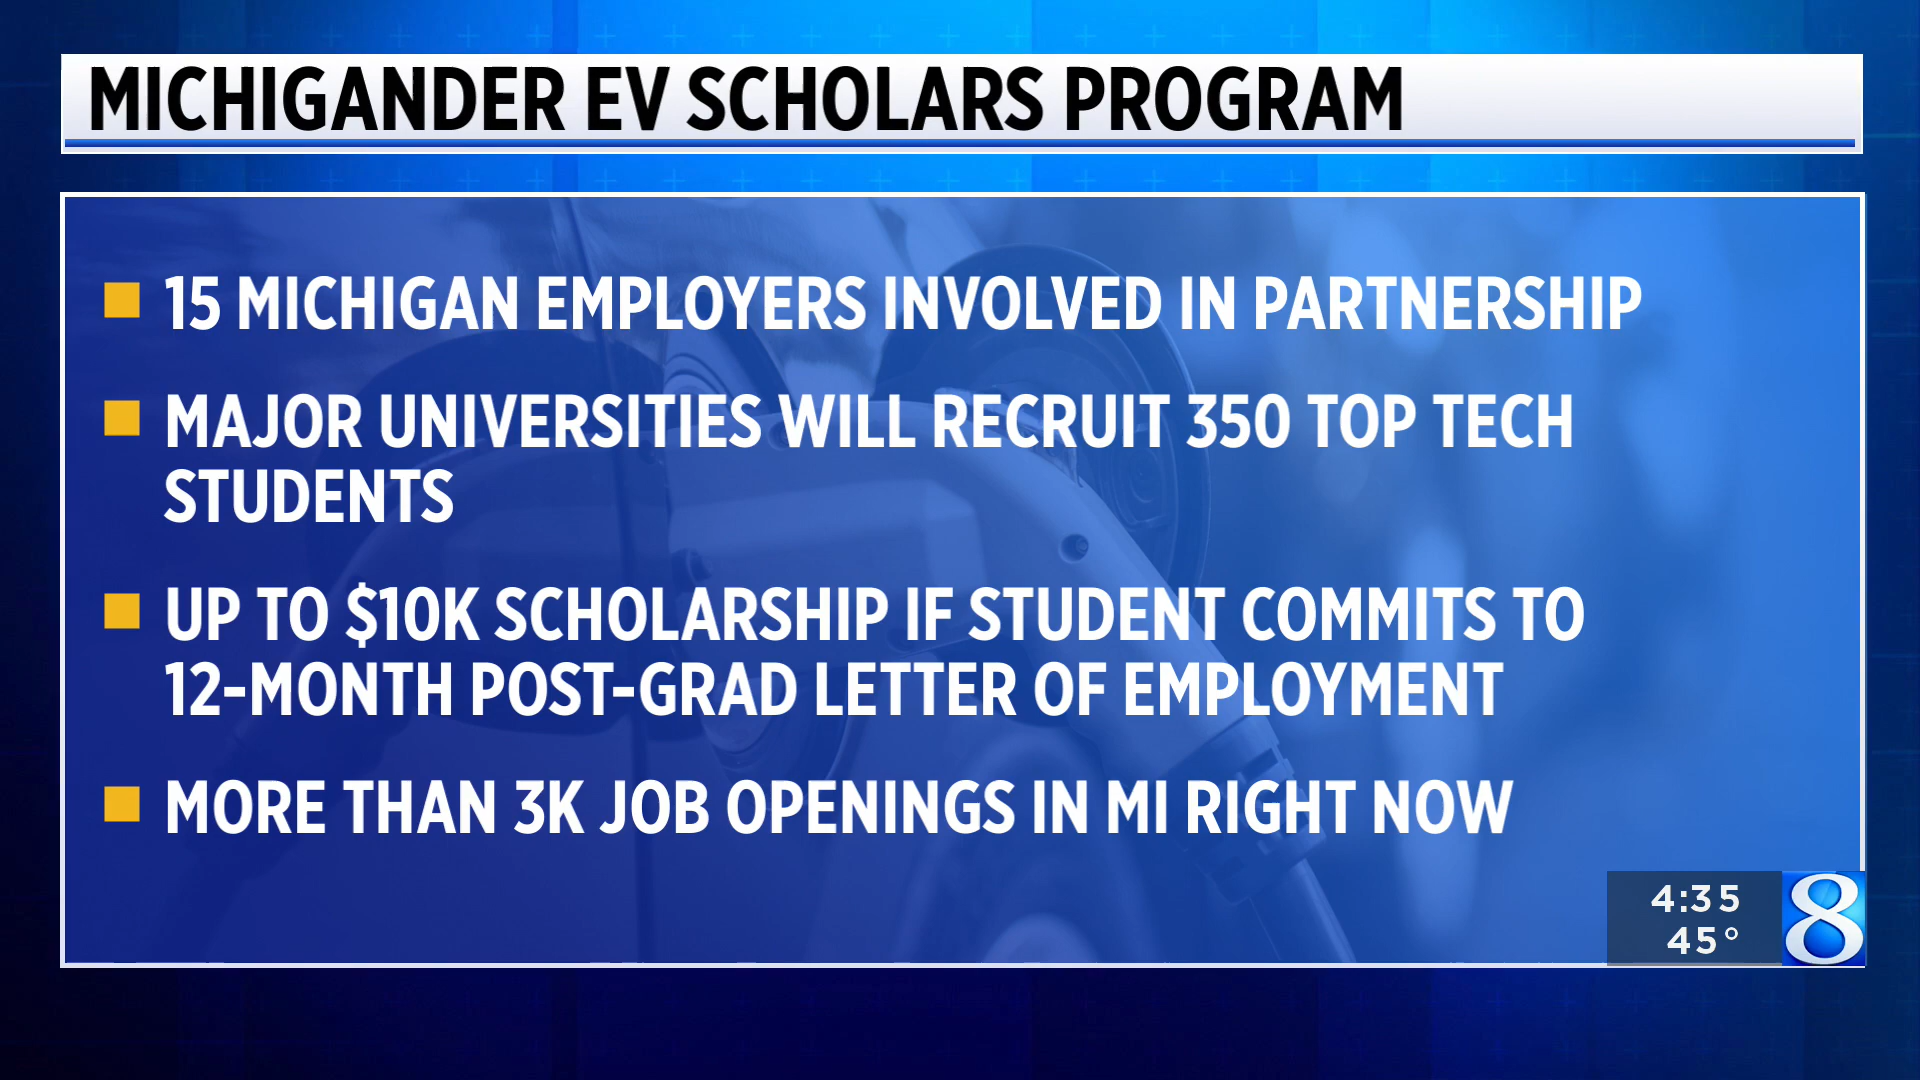 MICHIGANDER EV SCHOLARS PROGRAM
15 MICHIGAN EMPLOYERS INVOLVED IN PARTNERSHIP
MAJOR UNIVERSITIES WILL RECRUIT 350 TOP TECH
STUDENTS
UP TO $10K SCHOLARSHIP IF STUDENT COMMITS TO
12-MONTH POST-GRAD LETTER OF EMPLOYMENT
MORE THAN 3K JOB OPENINGS IN MI RIGHT NOW
4:35
45°
8